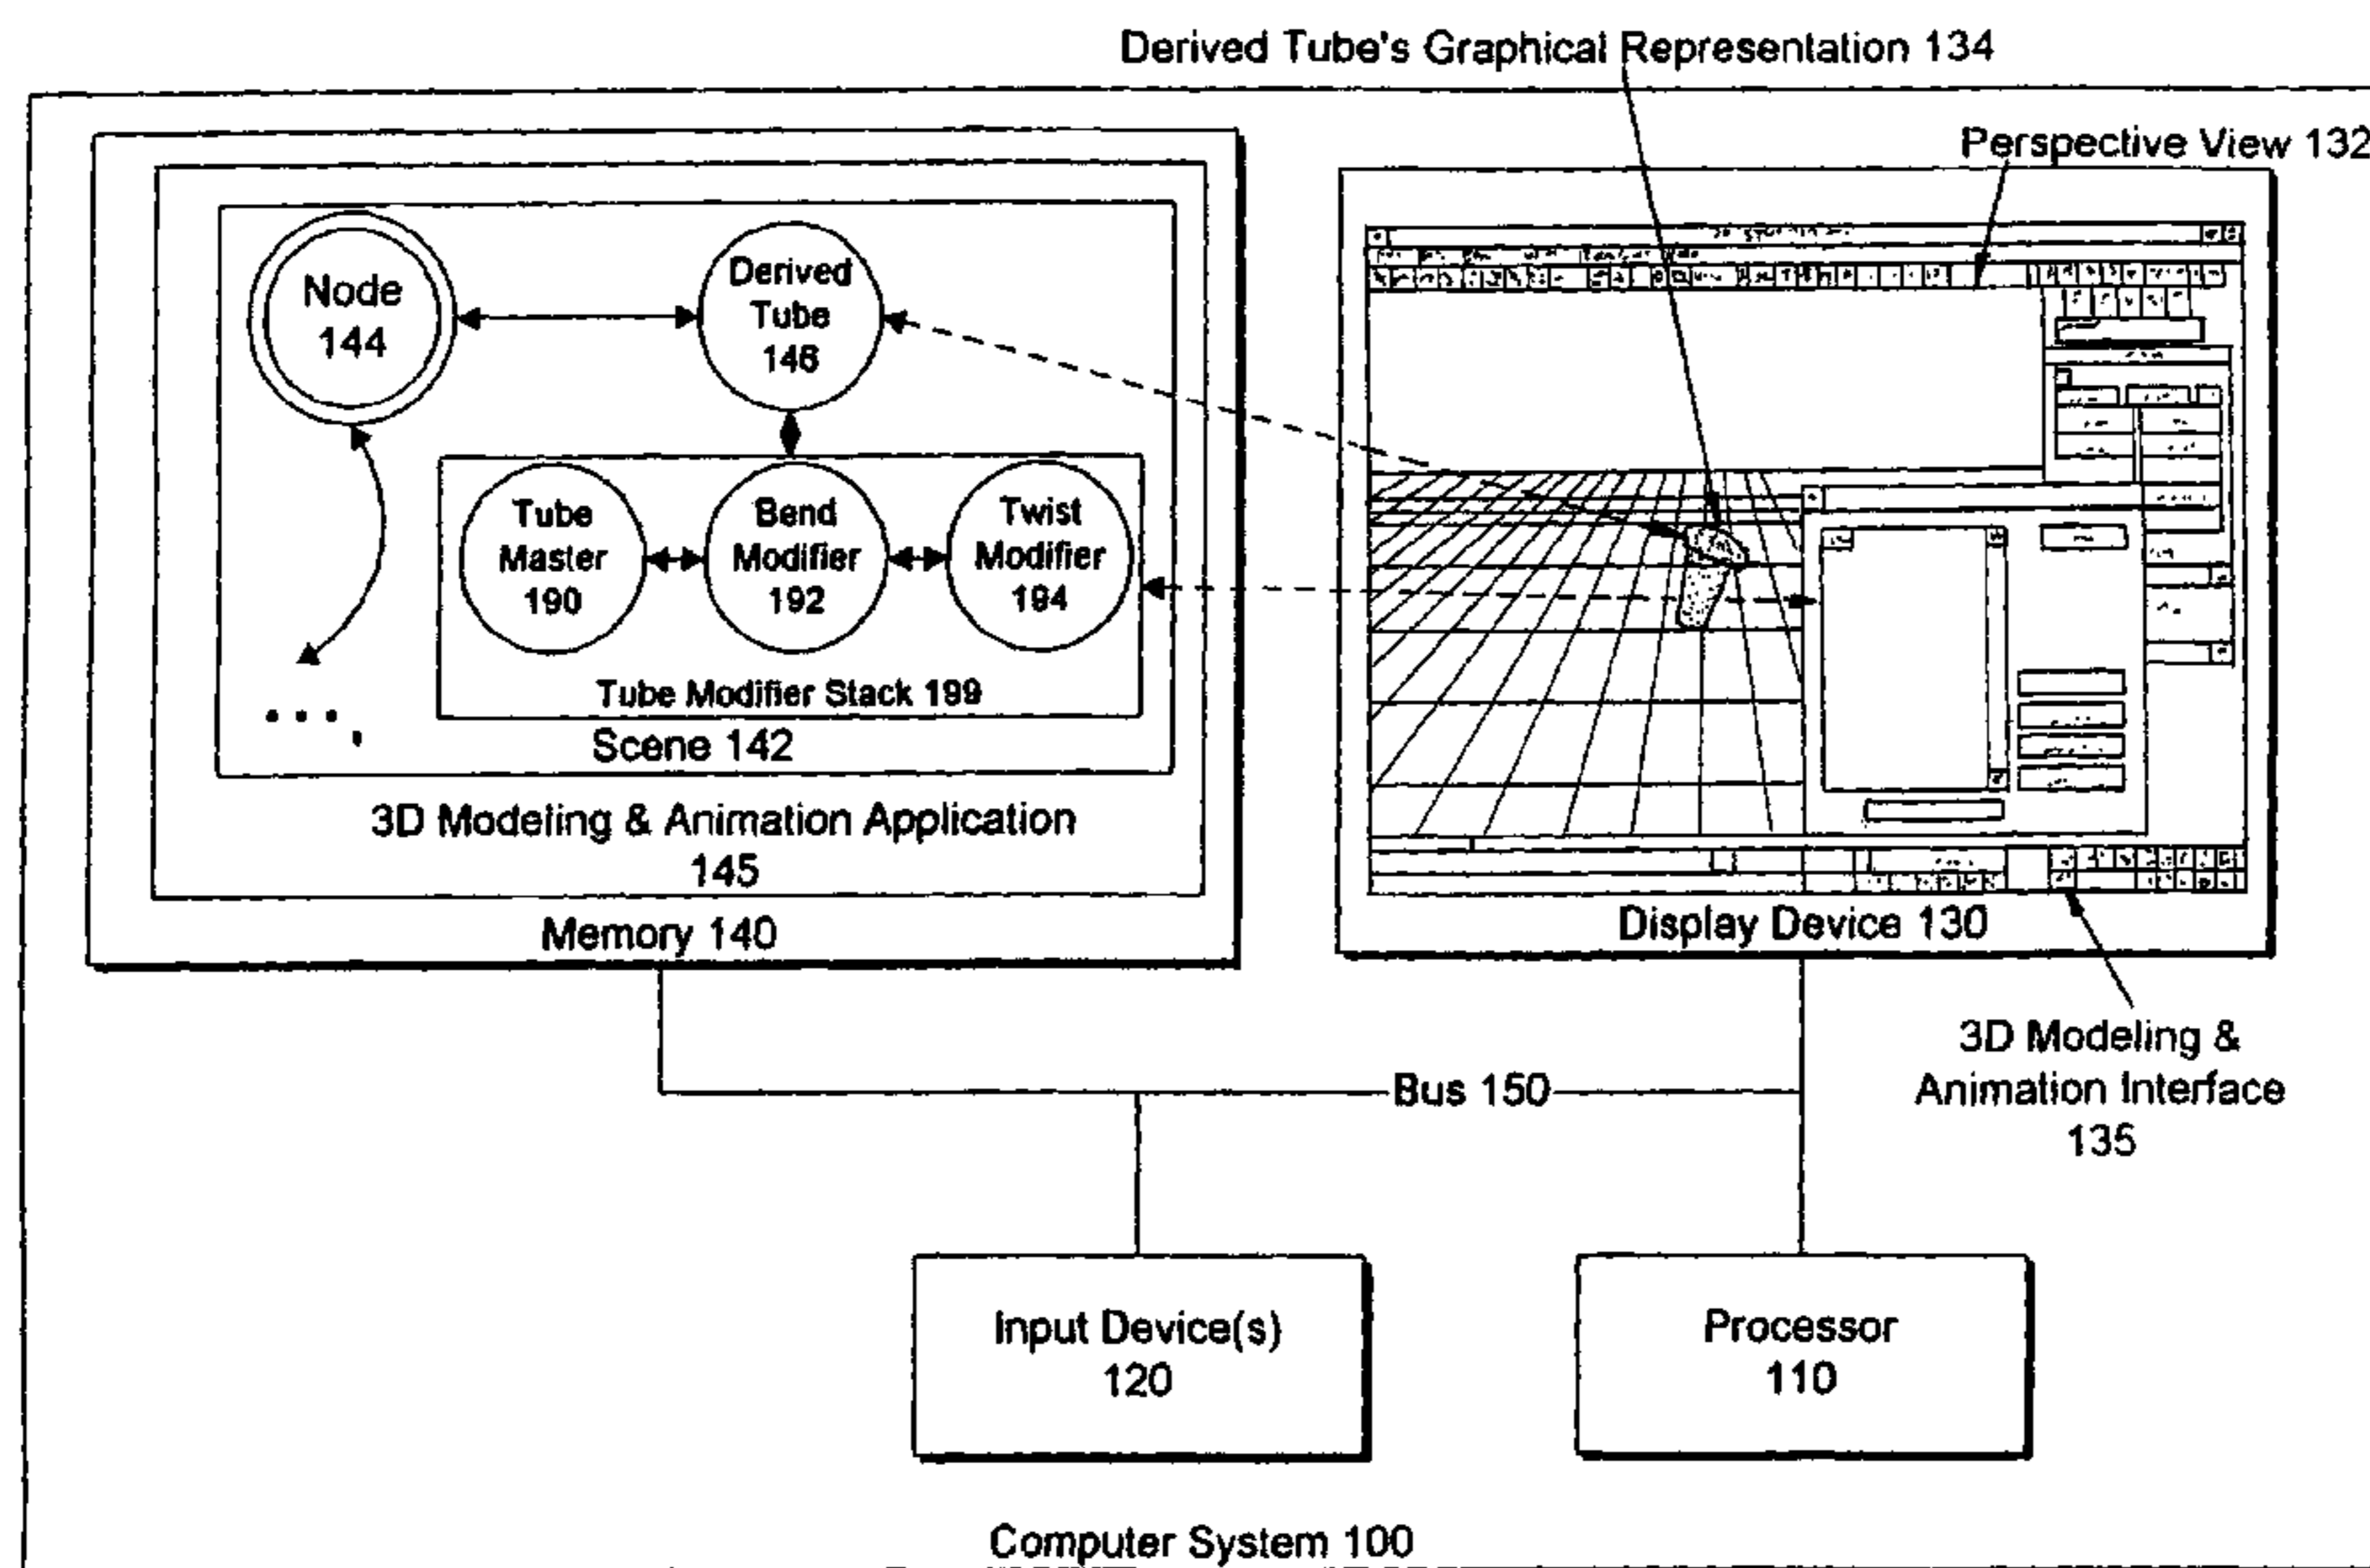 Derived Tube's Graphical Representation 134
Perspective View 132
Node
144
Derived
Tube
146
Tube
Master
190
Bend
Modifier
192
Twist
Modifier
194
Tube Modifier Stack 199
Scene 142
3D Modeling & Animation Application
145
Memory 140
Display Device 130
3D Modeling &
Animation Interface
135
Bus 150
Input Device(s)
120
Processor
110
Computer System 100